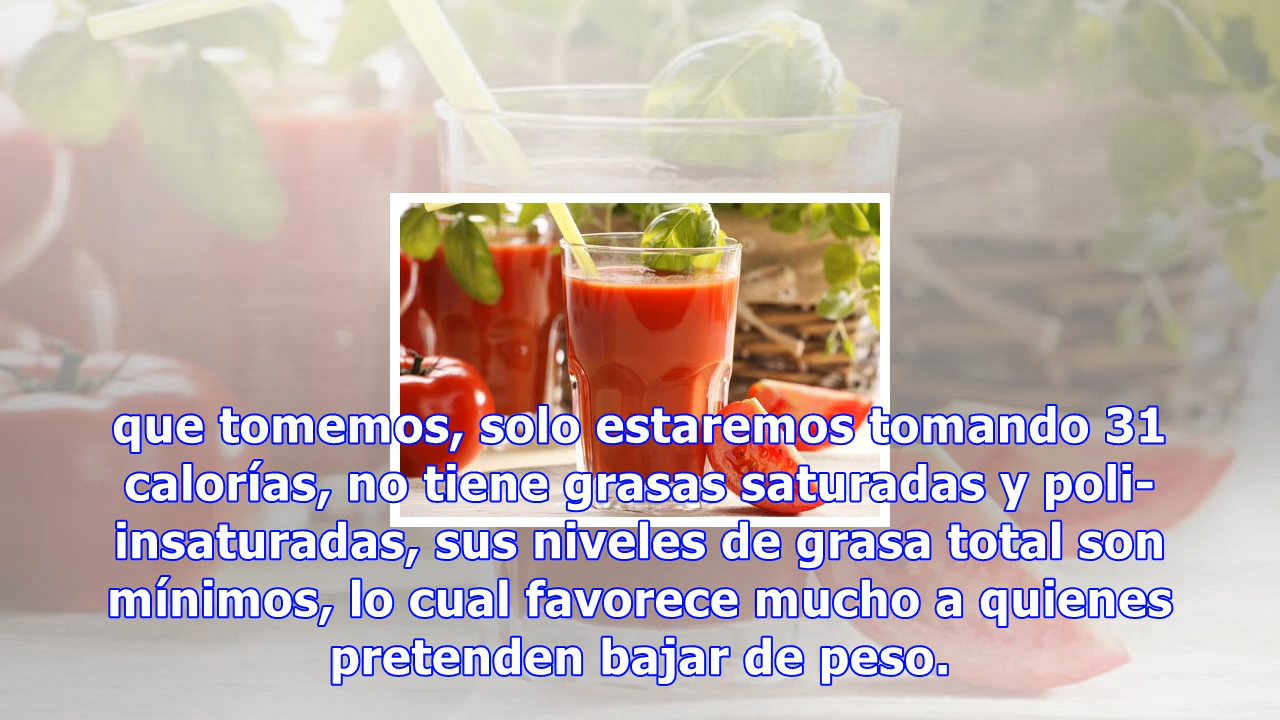 que tomemos, solo estaremos tomando 31
calorías, no tiene grasas saturadas y poli-
insaturadas, sus niveles de grasa total son
mínimos, lo cual favorece mucho a quienes
pretenden bajar de peso.